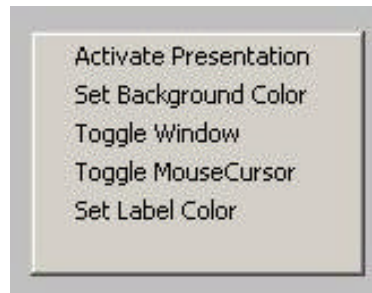 Activate Presentation
Set Background Color
Toggle Window
Toggle MouseCursor
Set Label Color